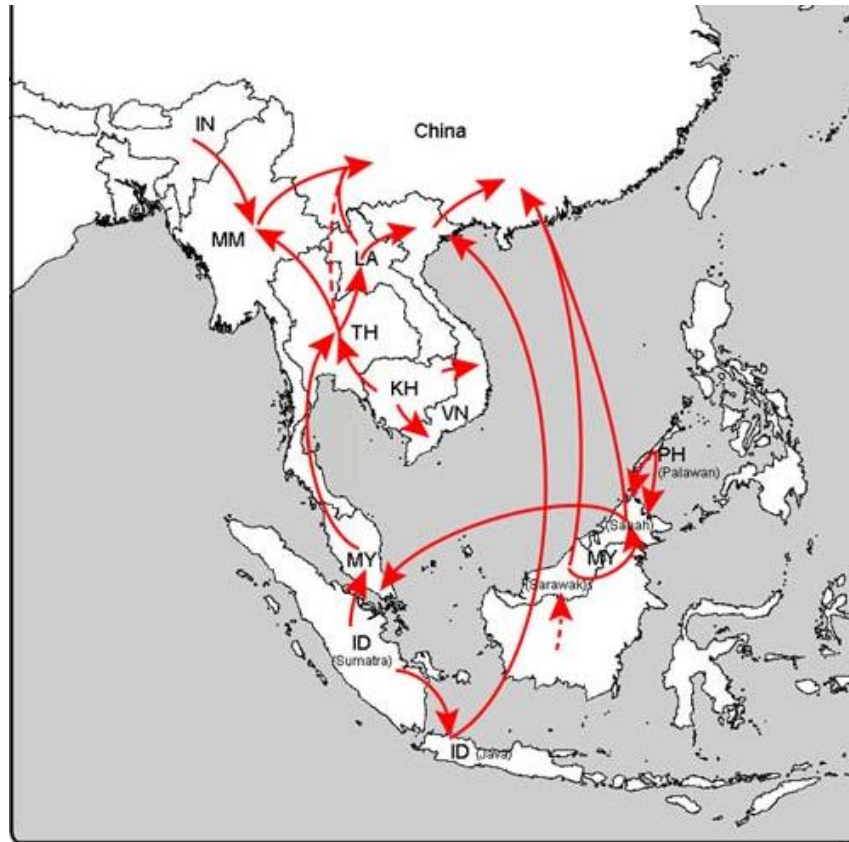 IN
China
MM
LA
TH
KH
VN
PH
(Palawan)
(Sabah)
MY
MY
(Sarawak)
ID
(Sumatra)
ID (Java)